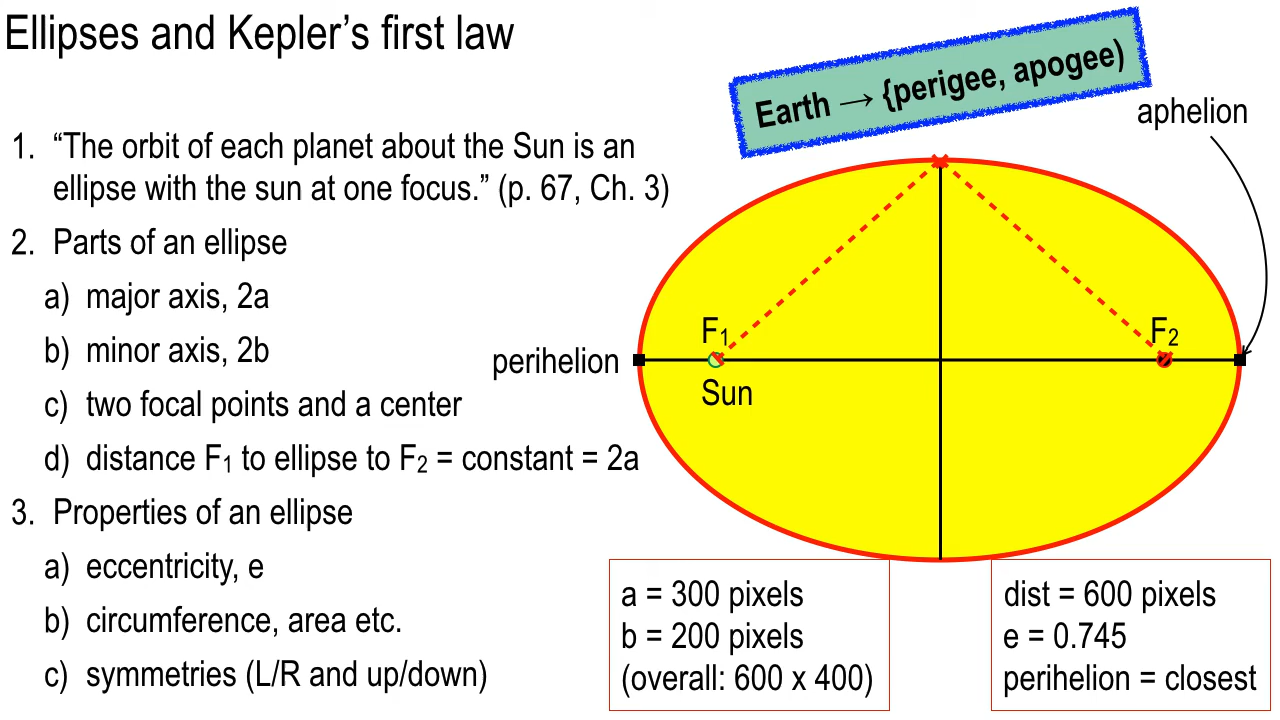 Ellipses and Kepler’s first law
Earth → {perigee, apogee}
aphelion
1. “The orbit of each planet about the Sun is an
ellipse with the sun at one focus.” (p. 67, Ch. 3)
2. Parts of an ellipse
a) major axis, 2a
b) minor axis, 2b
c) two focal points and a center
d) distance F₁ to ellipse to F₂ = constant = 2a
3. Properties of an ellipse
a) eccentricity, e
b) circumference, area etc.
c) symmetries (L/R and up/down)
perihelion
F₁
Sun
F₂
a = 300 pixels
b = 200 pixels
(overall: 600 x 400)
dist = 600 pixels
e = 0.745
perihelion = closest